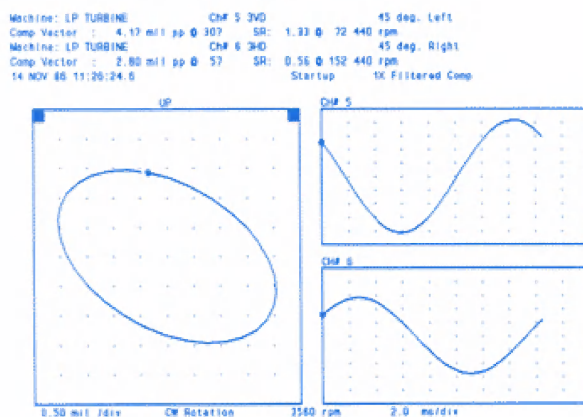 Machine: LP TURBINE Ch# 5 3VD 45 deg. Left
Comp Vector : 4.17 mil pp @ 307 SR: 1.33 @ 72 440 rpm
Machine: LP TURBINE Ch# 6 3HD 45 deg. Right
Comp Vector : 2.80 mil pp @ 57 SR: 0.56 @ 152 440 rpm
14 NOV 86 11:26:24.6 Startup 1X Filtered Comp
UP
CH# 5
CH# 6
0.50 mil /div CW Rotation 3560 rpm 2.0 ms/div